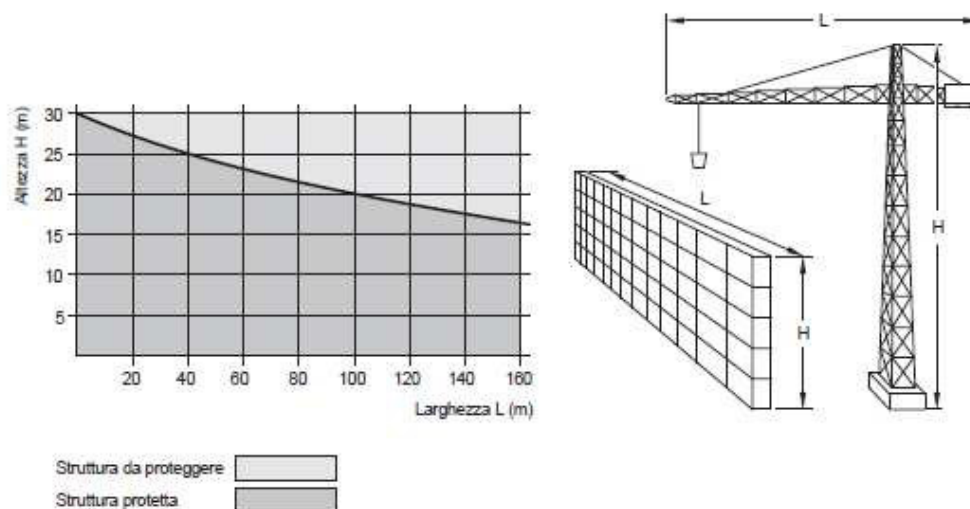 L
Altezza H (m)
30
25
20
15
10
5
20 40 60 80 100 120 140 160
Larghezza L (m)
L
H
H
Struttura da proteggere
Struttura protetta